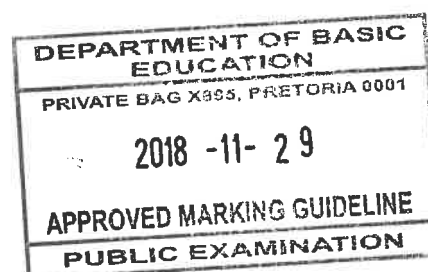 DEPARTMENT OF BASIC
EDUCATION
PRIVATE BAG X895, PRETORIA 0001
2018 -11- 29
APPROVED MARKING GUIDELINE
PUBLIC EXAMINATION